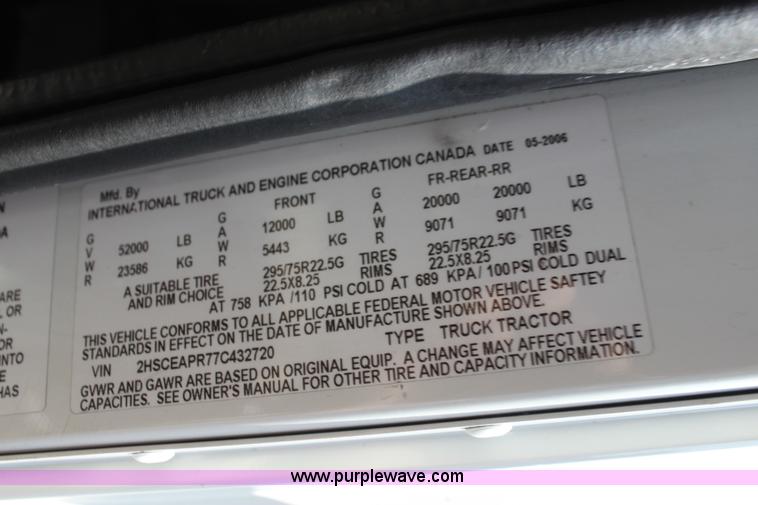 Mfd. By
INTERNATIONAL TRUCK AND ENGINE CORPORATION CANADA DATE 05-2006
G G FRONT G FR-REAR-RR
V 52000 LB A 12000 LB A 20000 20000 LB
W 23586 KG W 5443 KG W 9071 9071 KG
R R R
A SUITABLE TIRE 295/75R22.5G TIRES 295/75R22.5G TIRES
AND RIM CHOICE 22.5X8.25 RIMS 22.5X8.25 RIMS
AT 758 KPA /110 PSI COLD AT 689 KPA/ 100 PSI COLD DUAL
THIS VEHICLE CONFORMS TO ALL APPLICABLE FEDERAL MOTOR VEHICLE SAFTEY
STANDARDS IN EFFECT ON THE DATE OF MANUFACTURE SHOWN ABOVE.
VIN 2HSCEAPR77C432720 TYPE TRUCK TRACTOR
GVWR AND GAWR ARE BASED ON ORIGINAL EQUIP. A CHANGE MAY AFFECT VEHICLE
CAPACITIES. SEE OWNER'S MANUAL FOR OTHER TIRE AND CAPACITY INFORMATION.
www.purplewave.com